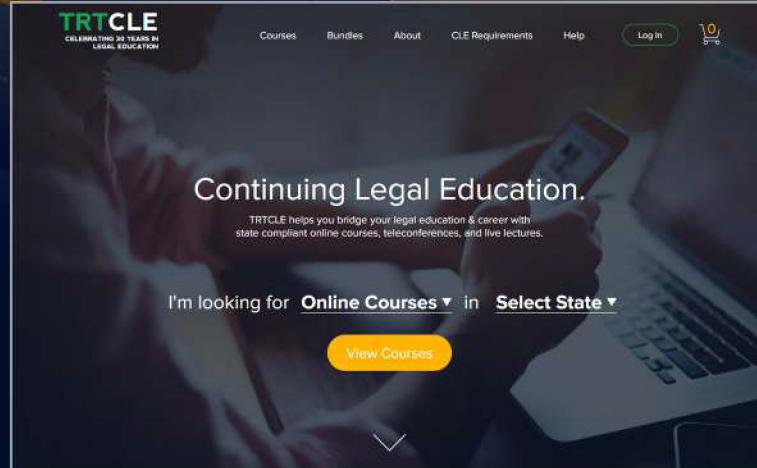 TRTCLE
CELEBRATING 30 YEARS IN
LEGAL EDUCATION
Courses Bundles About CLE Requirements Help Log In 0
Continuing Legal Education.
TRTCLE helps you bridge your legal education & career with
state compliant online courses, teleconferences, and live lectures.
I'm looking for Online Courses ▾ in Select State ▾
View Courses